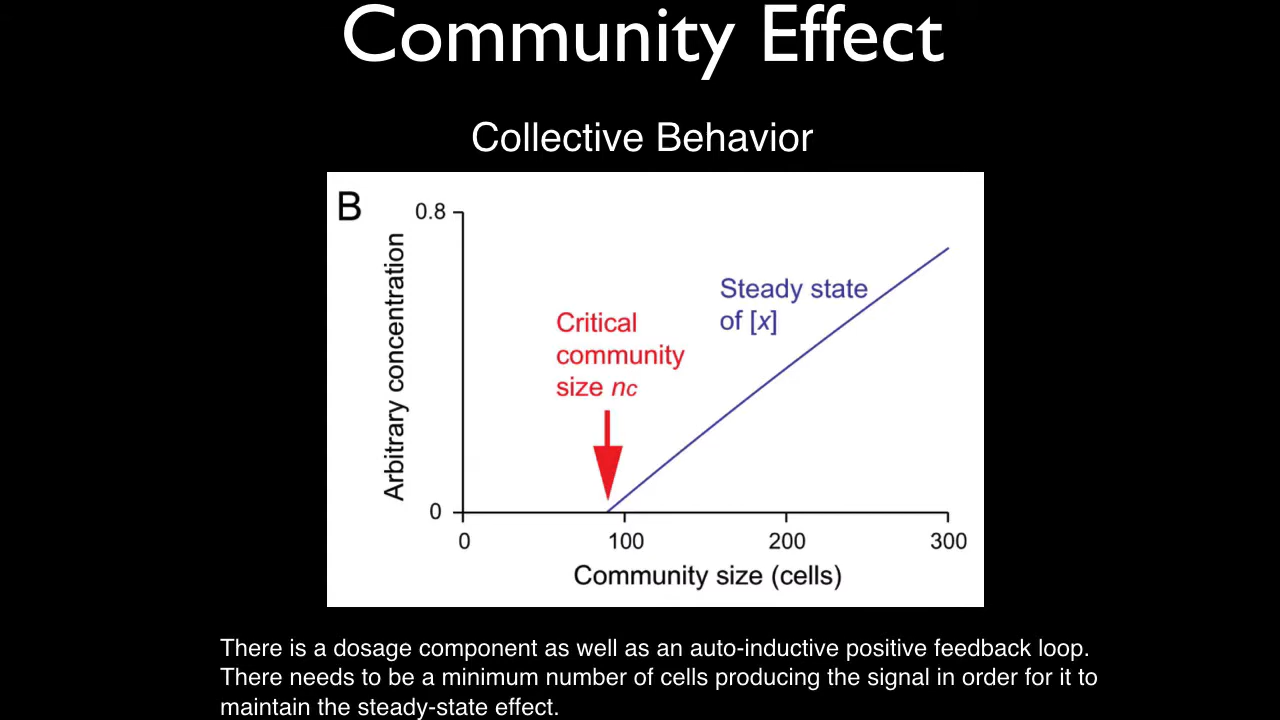 Community Effect
Collective Behavior
B
0.8
Arbitrary concentration
Steady state
of [x]
Critical
community
size nc
0
0 100 200 300
Community size (cells)
There is a dosage component as well as an auto-inductive positive feedback loop.
There needs to be a minimum number of cells producing the signal in order for it to
maintain the steady-state effect.